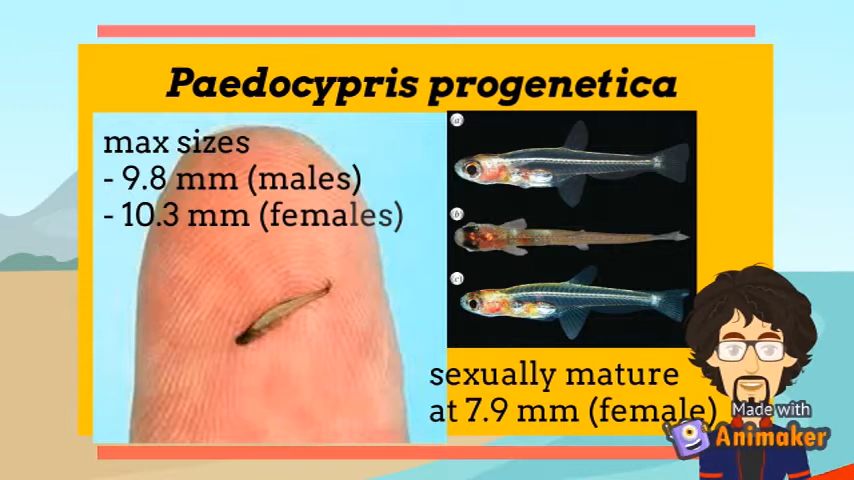 Paedocypris progenetica
max sizes
- 9.8 mm (males)
- 10.3 mm (females)
a
b
c
sexually mature
at 7.9 mm (female)
Made with
Animaker